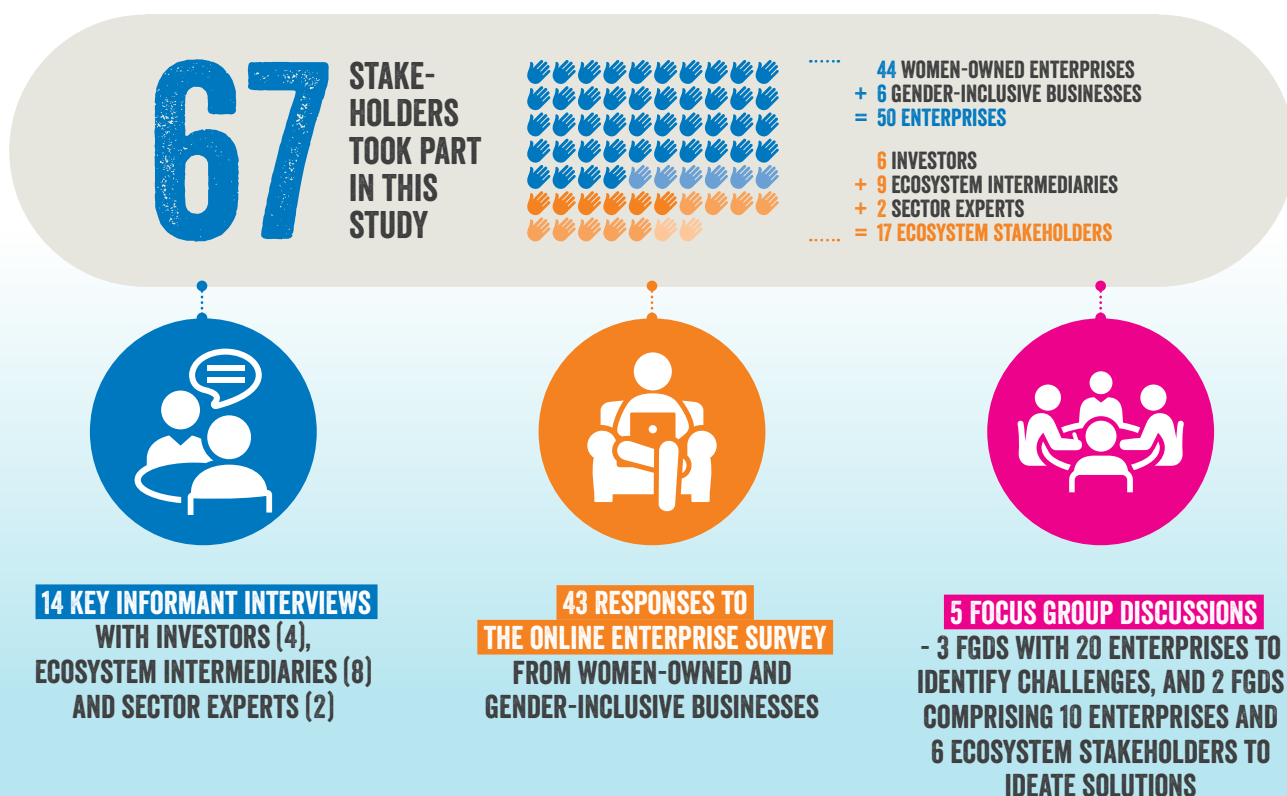 67
STAKE-
HOLDERS
TOOK PART
IN THIS
STUDY
44 WOMEN-OWNED ENTERPRISES
+ 6 GENDER-INCLUSIVE BUSINESSES
= 50 ENTERPRISES
6 INVESTORS
+ 9 ECOSYSTEM INTERMEDIARIES
+ 2 SECTOR EXPERTS
= 17 ECOSYSTEM STAKEHOLDERS
14 KEY INFORMANT INTERVIEWS
WITH INVESTORS (4),
ECOSYSTEM INTERMEDIARIES (8)
AND SECTOR EXPERTS (2)
43 RESPONSES TO
THE ONLINE ENTERPRISE SURVEY
FROM WOMEN-OWNED AND
GENDER-INCLUSIVE BUSINESSES
5 FOCUS GROUP DISCUSSIONS
- 3 FGDS WITH 20 ENTERPRISES TO
IDENTIFY CHALLENGES, AND 2 FGDS
COMPRISING 10 ENTERPRISES AND
6 ECOSYSTEM STAKEHOLDERS TO
IDEATE SOLUTIONS